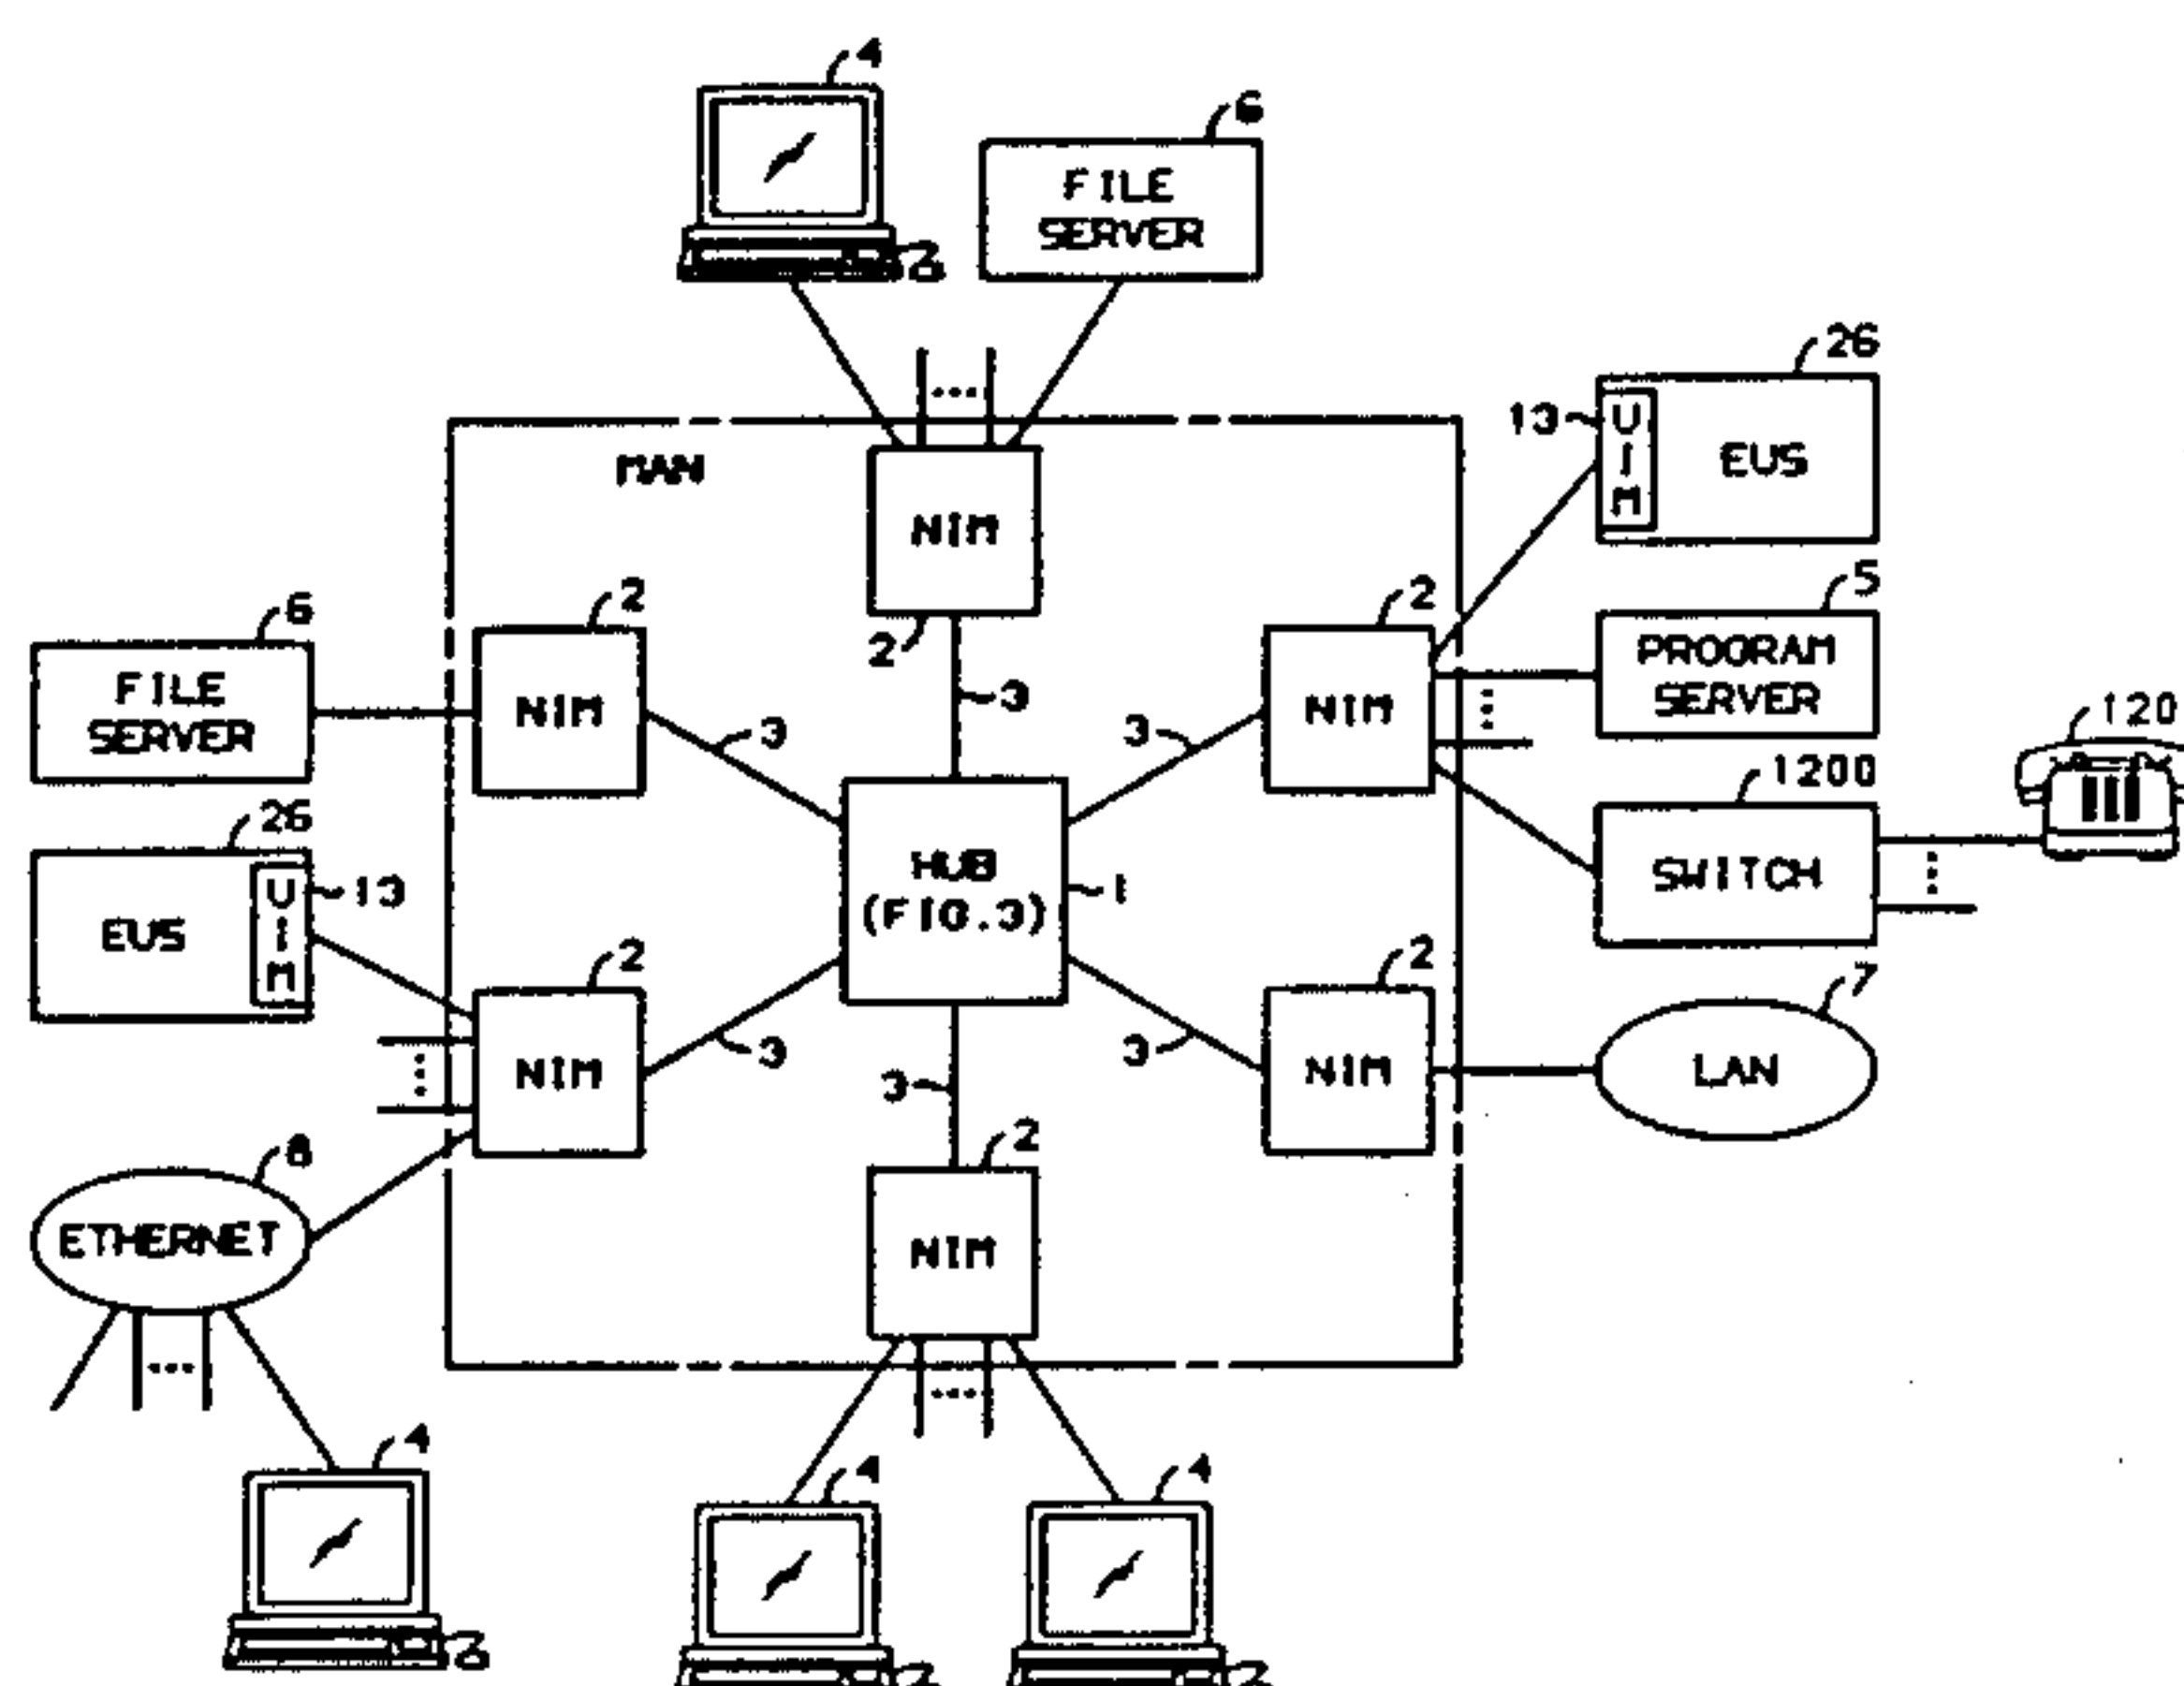 4
6
FILE
SERVER
26
13
U
I
M
EUS
MAN
NIM
2
3
6
FILE
SERVER
2
NIM
3
2
NIM
3
5
PROGRAM
SERVER
120
1200
SWITCH
HUB
(FIG.3)
1
26
EUS
U
I
M
13
2
NIM
3
2
NIM
3
7
LAN
3
2
NIM
8
ETHERNET
4
4
4